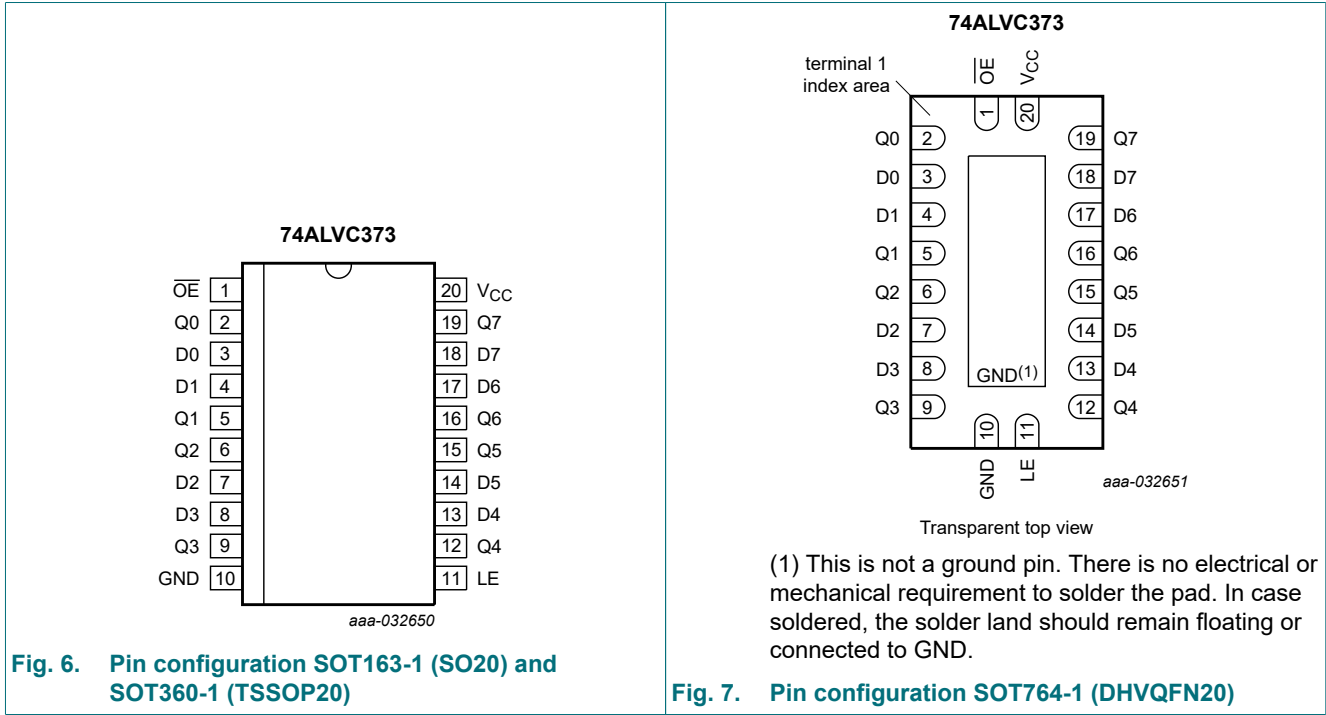 74ALVC373
OE 1
Q0 2
D0 3
D1 4
Q1 5
Q2 6
D2 7
D3 8
Q3 9
GND 10
20 VCC
19 Q7
18 D7
17 D6
16 Q6
15 Q5
14 D5
13 D4
12 Q4
11 LE
aaa-032650
Fig. 6. Pin configuration SOT163-1 (SO20) and
SOT360-1 (TSSOP20)
74ALVC373
terminal 1
index area
OE 1
VCC 20
Q0 2
D0 3
D1 4
Q1 5
Q2 6
D2 7
D3 8
Q3 9
19 Q7
18 D7
17 D6
16 Q6
15 Q5
14 D5
13 D4
12 Q4
GND(1)
GND 10
LE 11
aaa-032651
Transparent top view
(1) This is not a ground pin. There is no electrical or
mechanical requirement to solder the pad. In case
soldered, the solder land should remain floating or
connected to GND.
Fig. 7. Pin configuration SOT764-1 (DHVQFN20)